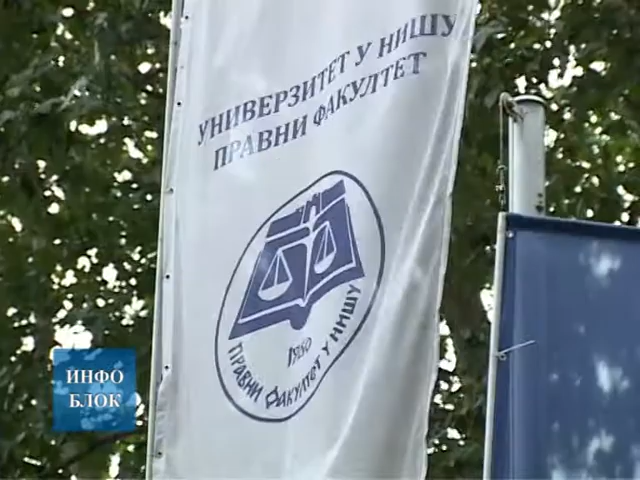 УНИВЕРЗИТЕТ У НИШУ
ПРАВНИ ФАКУЛТЕТ
1960
ПРАВНИ ФАКУЛТЕТ У НИШУ
ИНФО
БЛОК